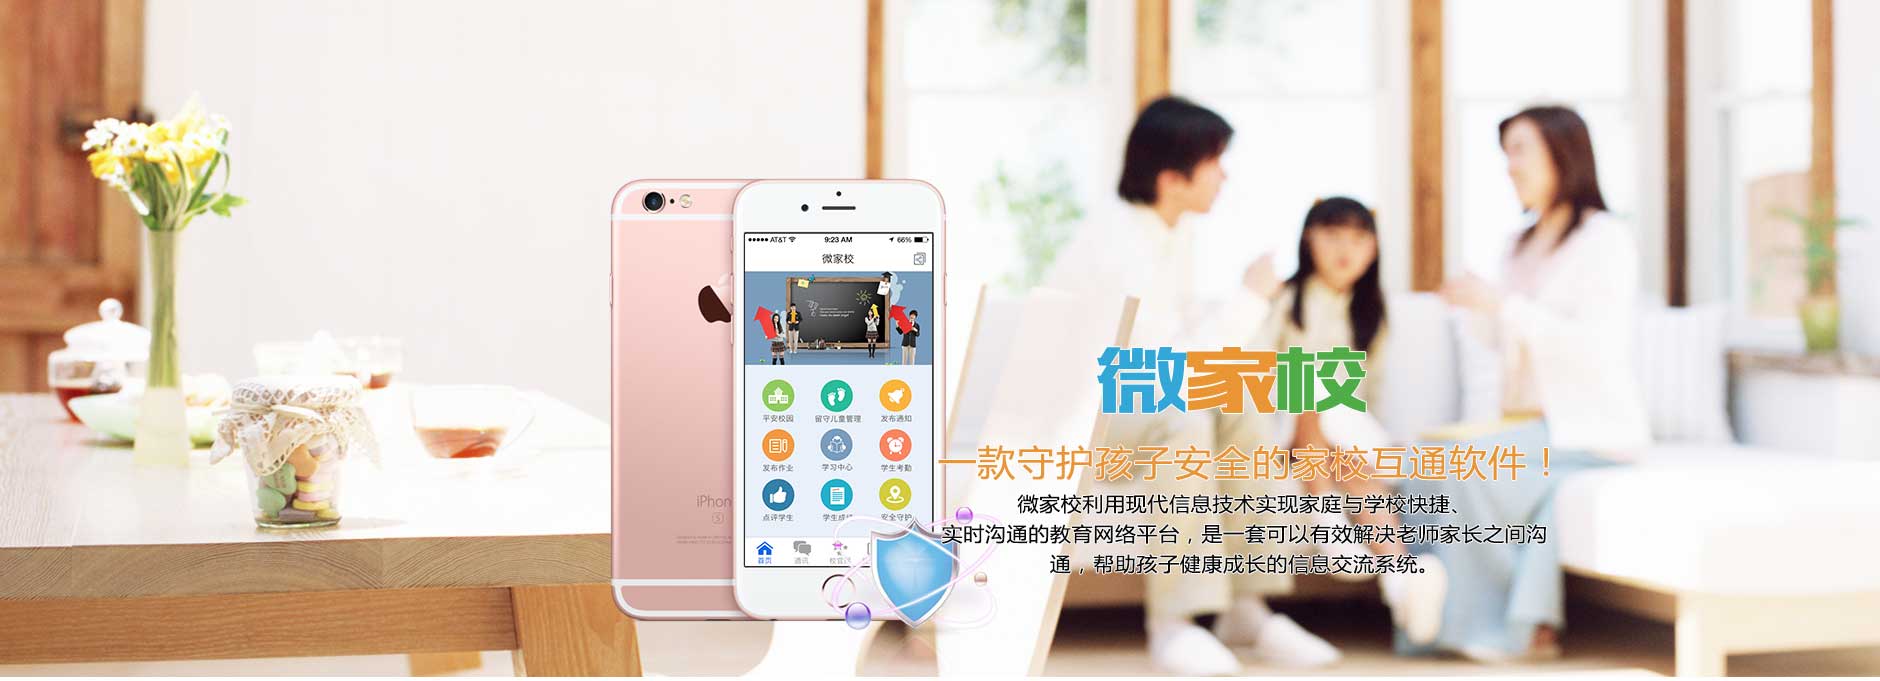 AT&T 9:23 AM 66%
微家校
平安校园 留守儿童管理 发布通知
发布作业 学习中心 学生考勤
点评学生 学生成绩 安全守护
首页 通讯
iPhon
S
微家校
一款守护孩子安全的家校互通软件！
微家校利用现代信息技术实现家庭与学校快捷、
实时沟通的教育网络平台，是一套可以有效解决老师家长之间沟
通，帮助孩子健康成长的信息交流系统。